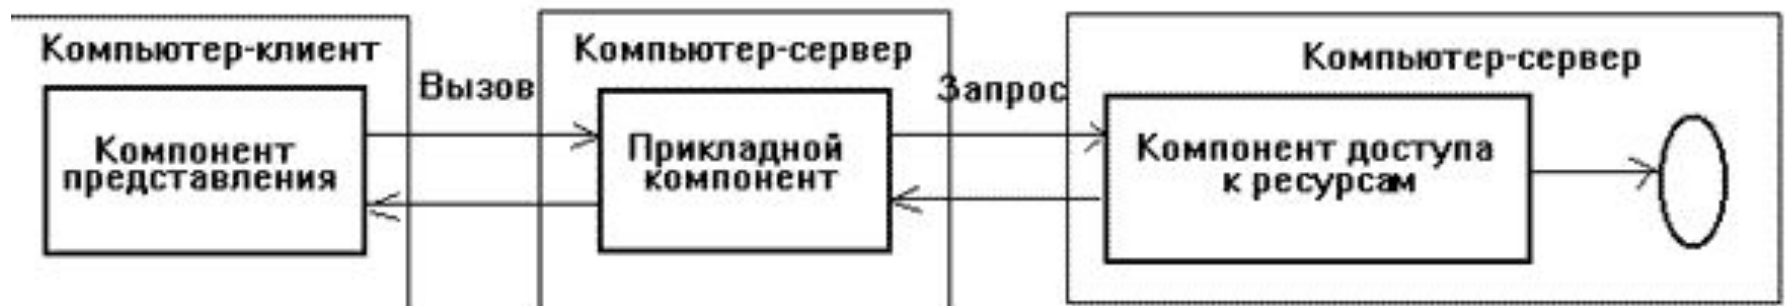 Компьютер-клиент
Компонент
представления
Вызов
Компьютер-сервер
Прикладной
компонент
Запрос
Компьютер-сервер
Компонент доступа
к ресурсам